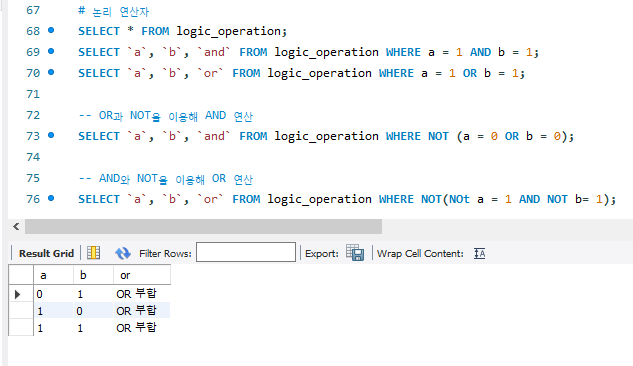 67 # 논리 연산자
68 SELECT * FROM logic_operation;
69 SELECT `a`, `b`, `and` FROM logic_operation WHERE a = 1 AND b = 1;
70 SELECT `a`, `b`, `or` FROM logic_operation WHERE a = 1 OR b = 1;
71
72 -- OR과 NOT을 이용해 AND 연산
73 SELECT `a`, `b`, `and` FROM logic_operation WHERE NOT (a = 0 OR b = 0);
74
75 -- AND와 NOT을 이용해 OR 연산
76 SELECT `a`, `b`, `or` FROM logic_operation WHERE NOT(NOt a = 1 AND NOT b= 1);
Result Grid Filter Rows: Export: Wrap Cell Content: IA
a b or
0 1 OR 부합
1 0 OR 부합
1 1 OR 부합